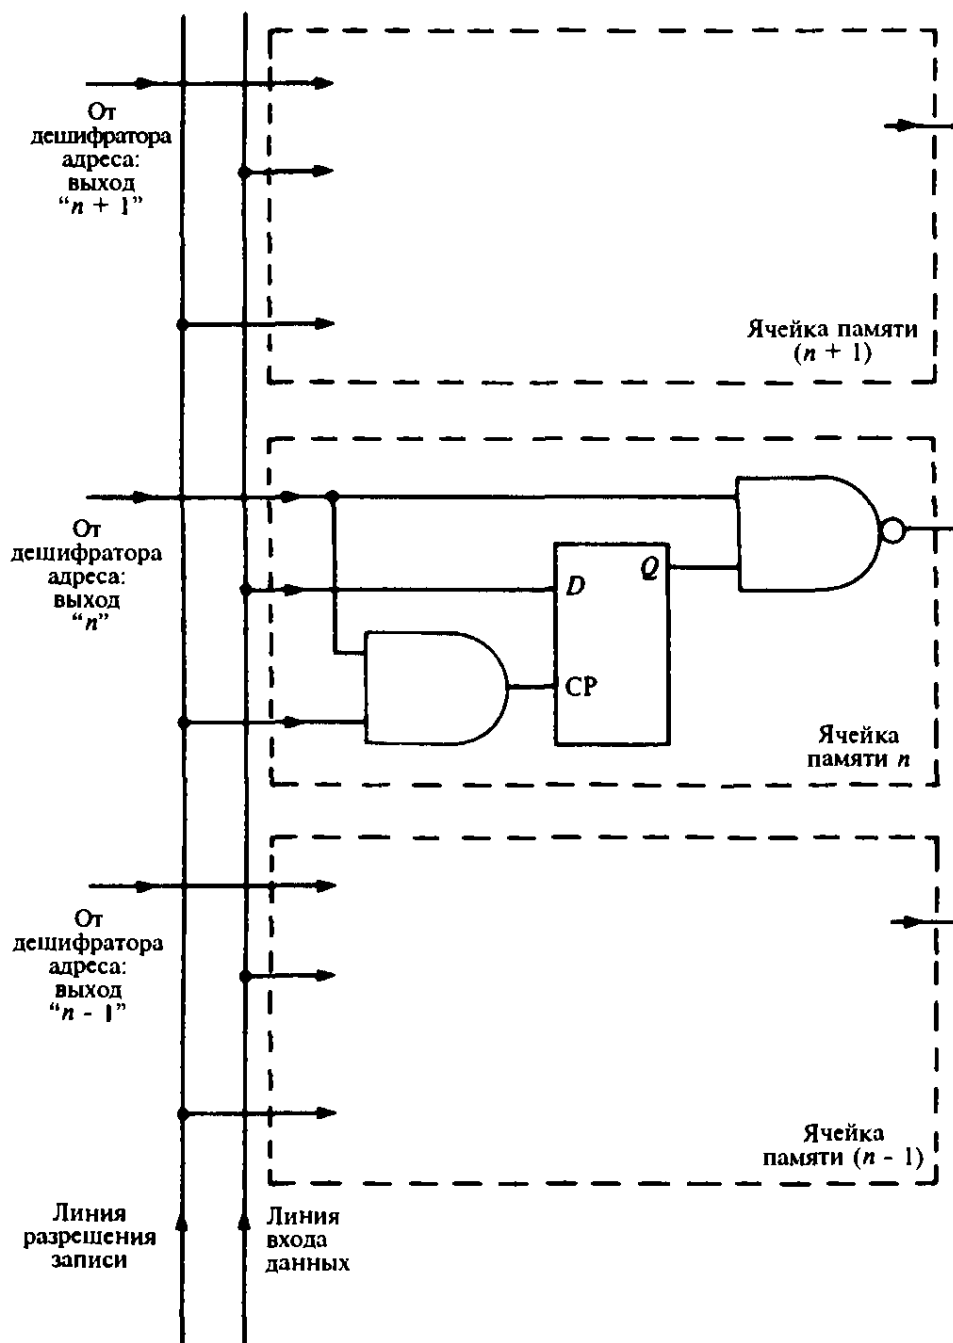 От
дешифратора
адреса:
выход
“n + 1”
Ячейка памяти
(n + 1)
От
дешифратора
адреса:
выход
“n”
D
Q
CP
Ячейка
памяти n
От
дешифратора
адреса:
выход
“n - 1”
Ячейка
памяти (n - 1)
Линия
разрешения
записи
Линия
входа
данных